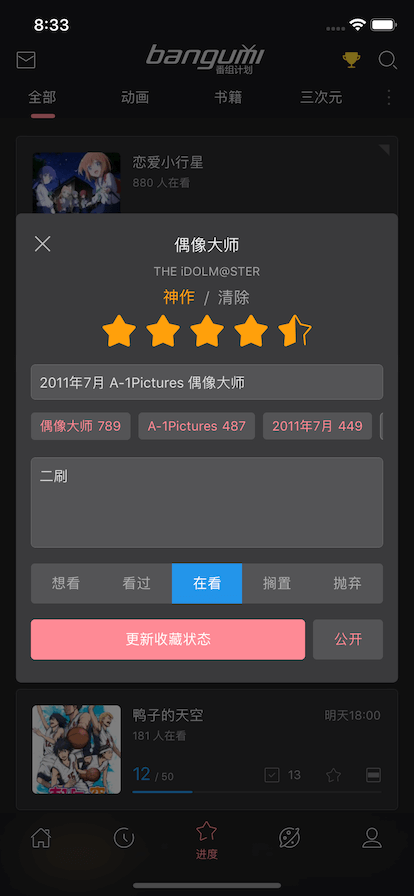 8:33
bangumi
番组计划
全部 动画 书籍 三次元
恋爱小行星
880 人在看
偶像大师
THE iDOLM@STER
神作 / 清除
2011年7月 A-1Pictures 偶像大师
偶像大师 789 A-1Pictures 487 2011年7月 449
二刷
想看 看过 在看 搁置 抛弃
更新收藏状态 公开
鸭子的天空 明天18:00
181 人在看
12 / 50 13
进度